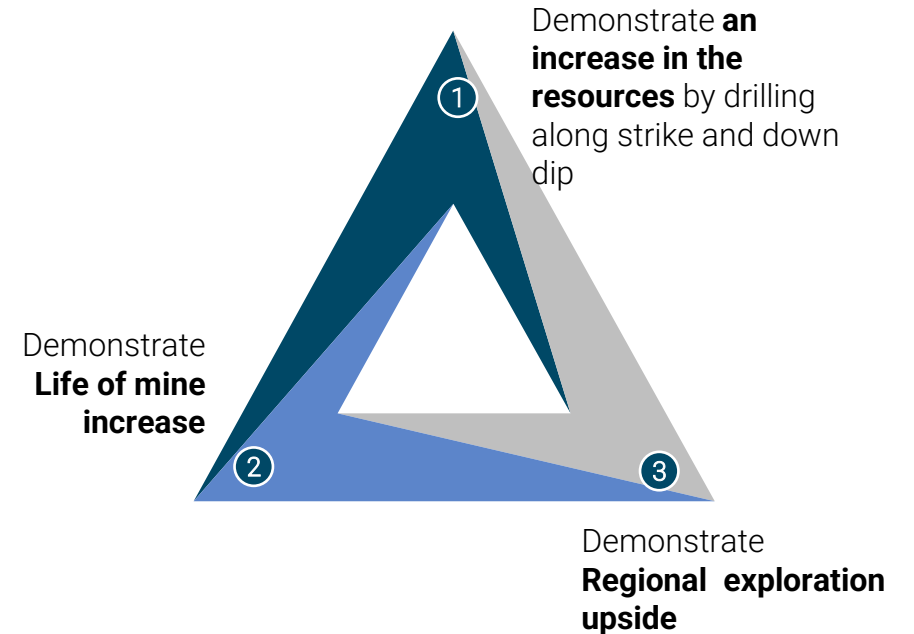 Demonstrate an
increase in the
resources by drilling
along strike and down
dip
1
Demonstrate
Life of mine
increase
2
3
Demonstrate
Regional exploration
upside